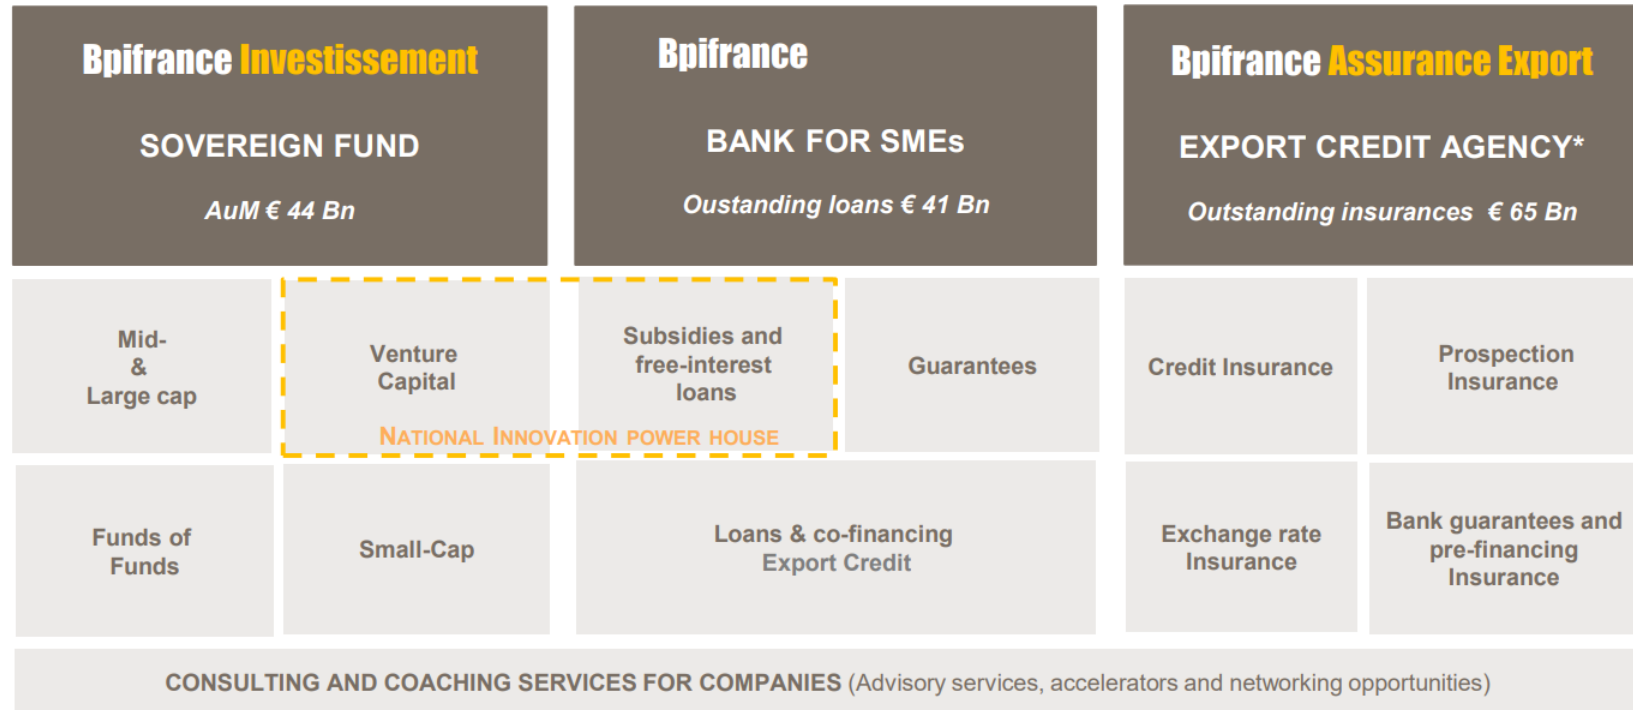 Bpifrance Investissement
SOVEREIGN FUND
AuM € 44 Bn
Bpifrance
BANK FOR SMEs
Oustanding loans € 41 Bn
Bpifrance Assurance Export
EXPORT CREDIT AGENCY*
Outstanding insurances € 65 Bn
Mid-
&
Large cap
Venture
Capital
Subsidies and
free-interest
loans
NATIONAL INNOVATION POWER HOUSE
Guarantees
Credit Insurance
Prospection
Insurance
Funds of
Funds
Small-Cap
Loans & co-financing
Export Credit
Exchange rate
Insurance
Bank guarantees and
pre-financing
Insurance
CONSULTING AND COACHING SERVICES FOR COMPANIES (Advisory services, accelerators and networking opportunities)